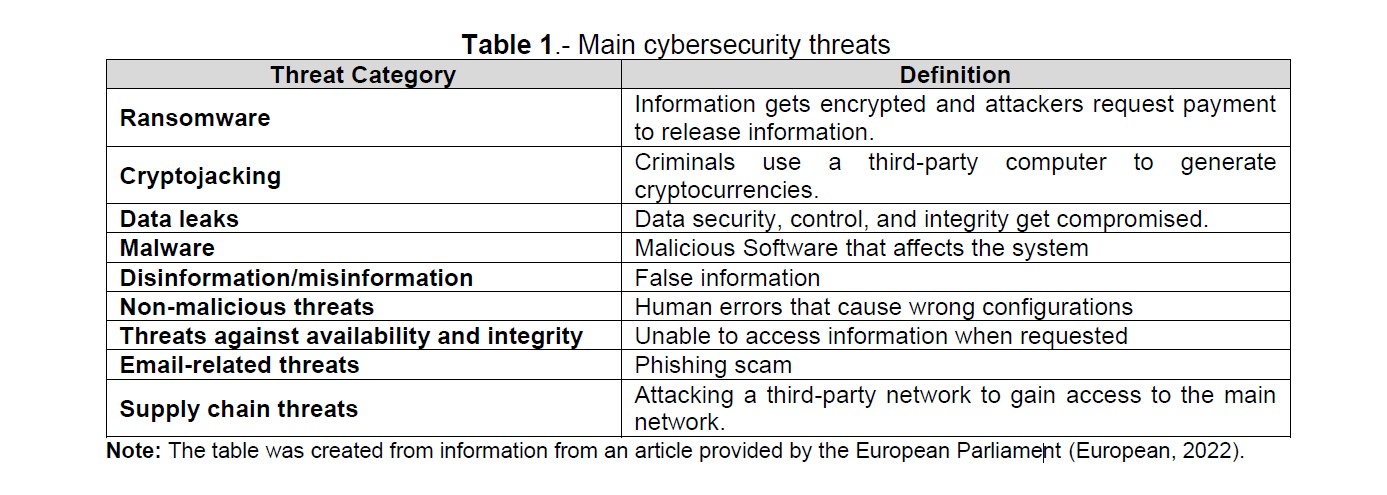 Table 1.- Main cybersecurity threats
Threat Category Definition
Ransomware
Information gets encrypted and attackers request payment
to release information.
Cryptojacking
Criminals use a third-party computer to generate
cryptocurrencies.
Data leaks Data security, control, and integrity get compromised.
Malware Malicious Software that affects the system
Disinformation/misinformation False information
Non-malicious threats Human errors that cause wrong configurations
Threats against availability and integrity Unable to access information when requested
Email-related threats Phishing scam
Supply chain threats
Attacking a third-party network to gain access to the main
network.
Note: The table was created from information from an article provided by the European Parliament (European, 2022).